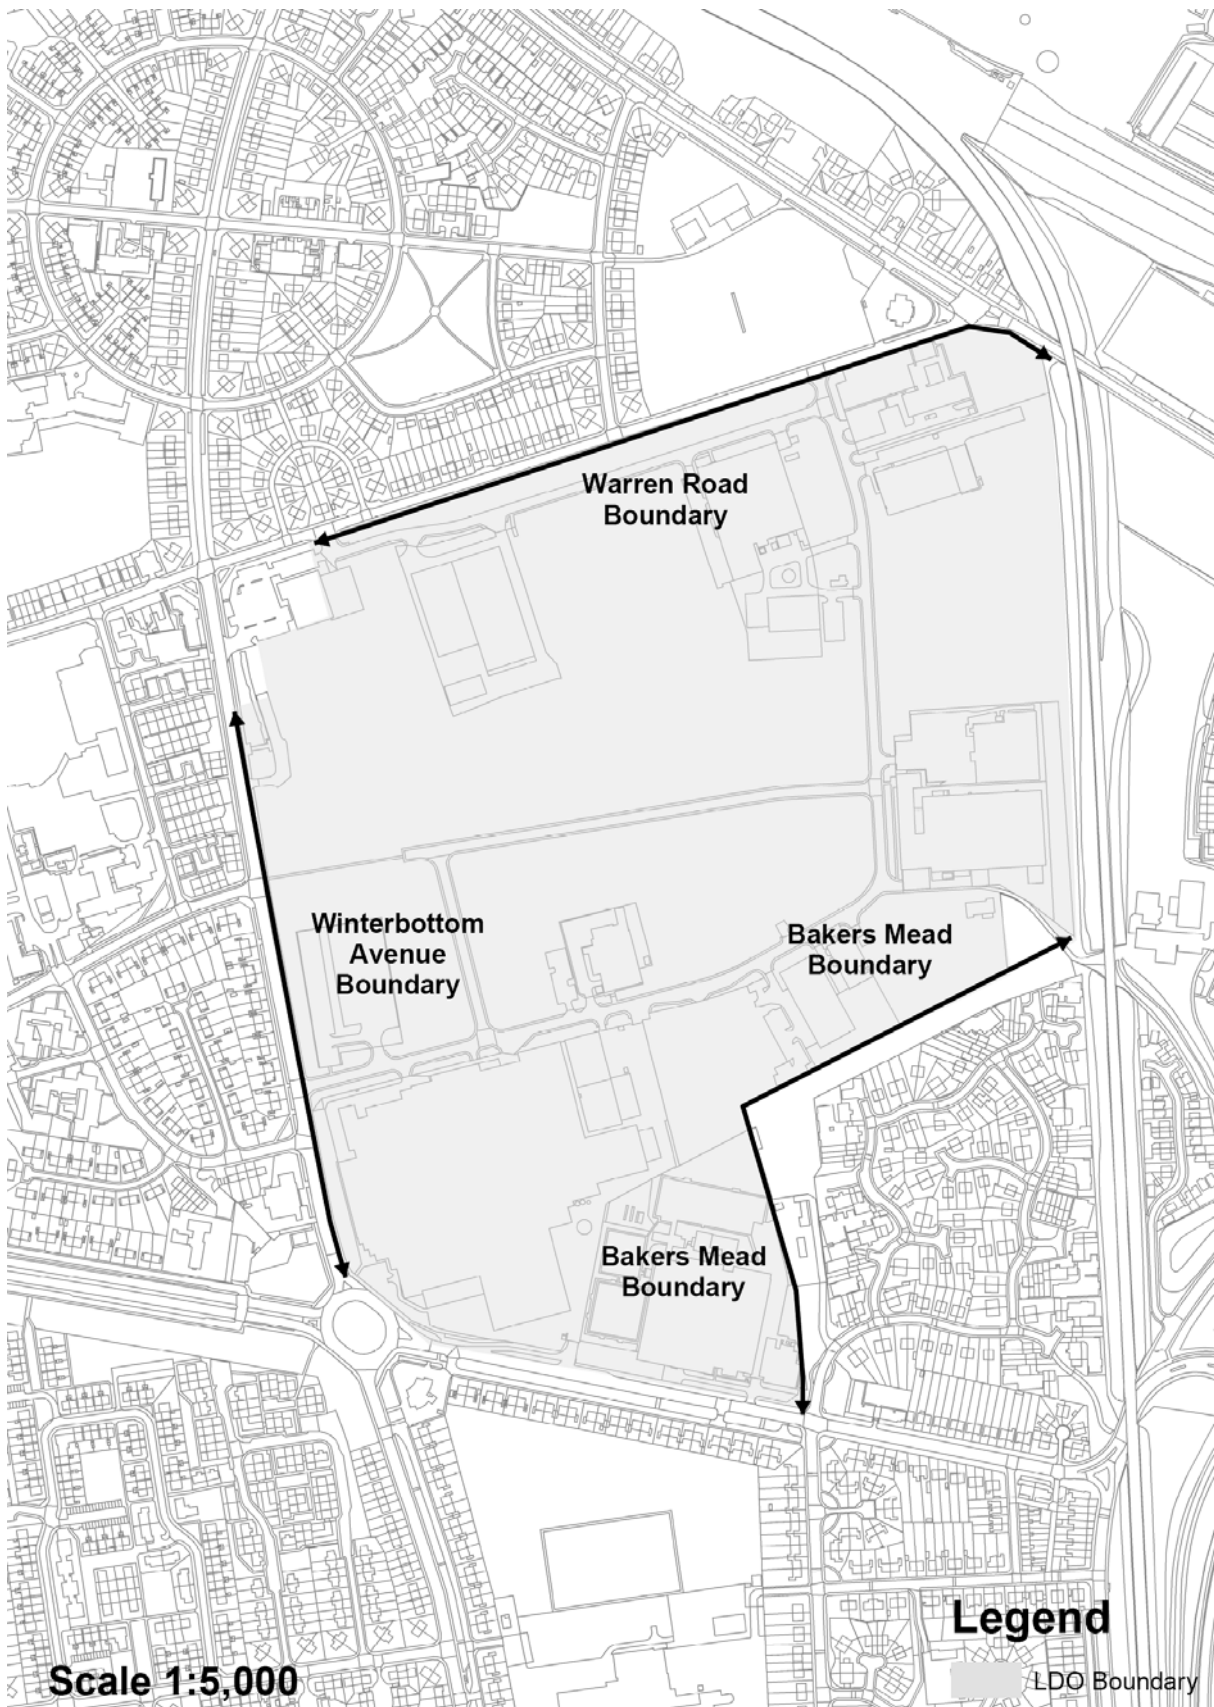 Warren Road
Boundary
Winterbottom
Avenue
Boundary
Bakers Mead
Boundary
Bakers Mead
Boundary
Legend
LDO Boundary
Scale 1:5,000